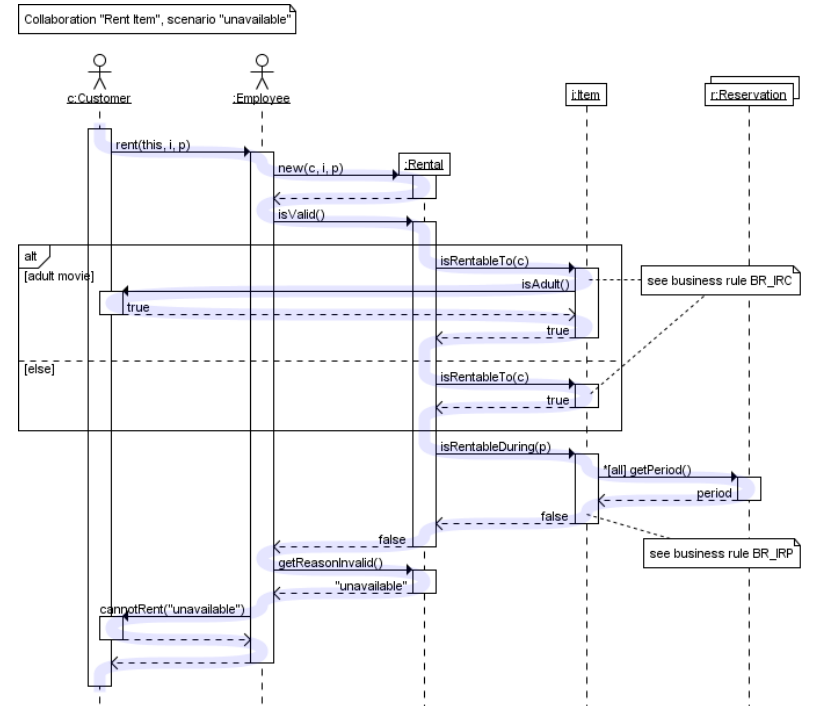 Collaboration "Rent Item", scenario "unavailable"
c:Customer
:Employee
i:Item
r:Reservation
rent(this, i, p)
:Rental
new(c, i, p)
isValid()
alt
[adult movie]
isRentableTo(c)
isAdult()
see business rule BR_IRC
true
true
[else]
isRentableTo(c)
true
isRentableDuring(p)
*[all] getPeriod()
period
false
false
see business rule BR_IRP
getReasonInvalid()
"unavailable"
cannotRent("unavailable")